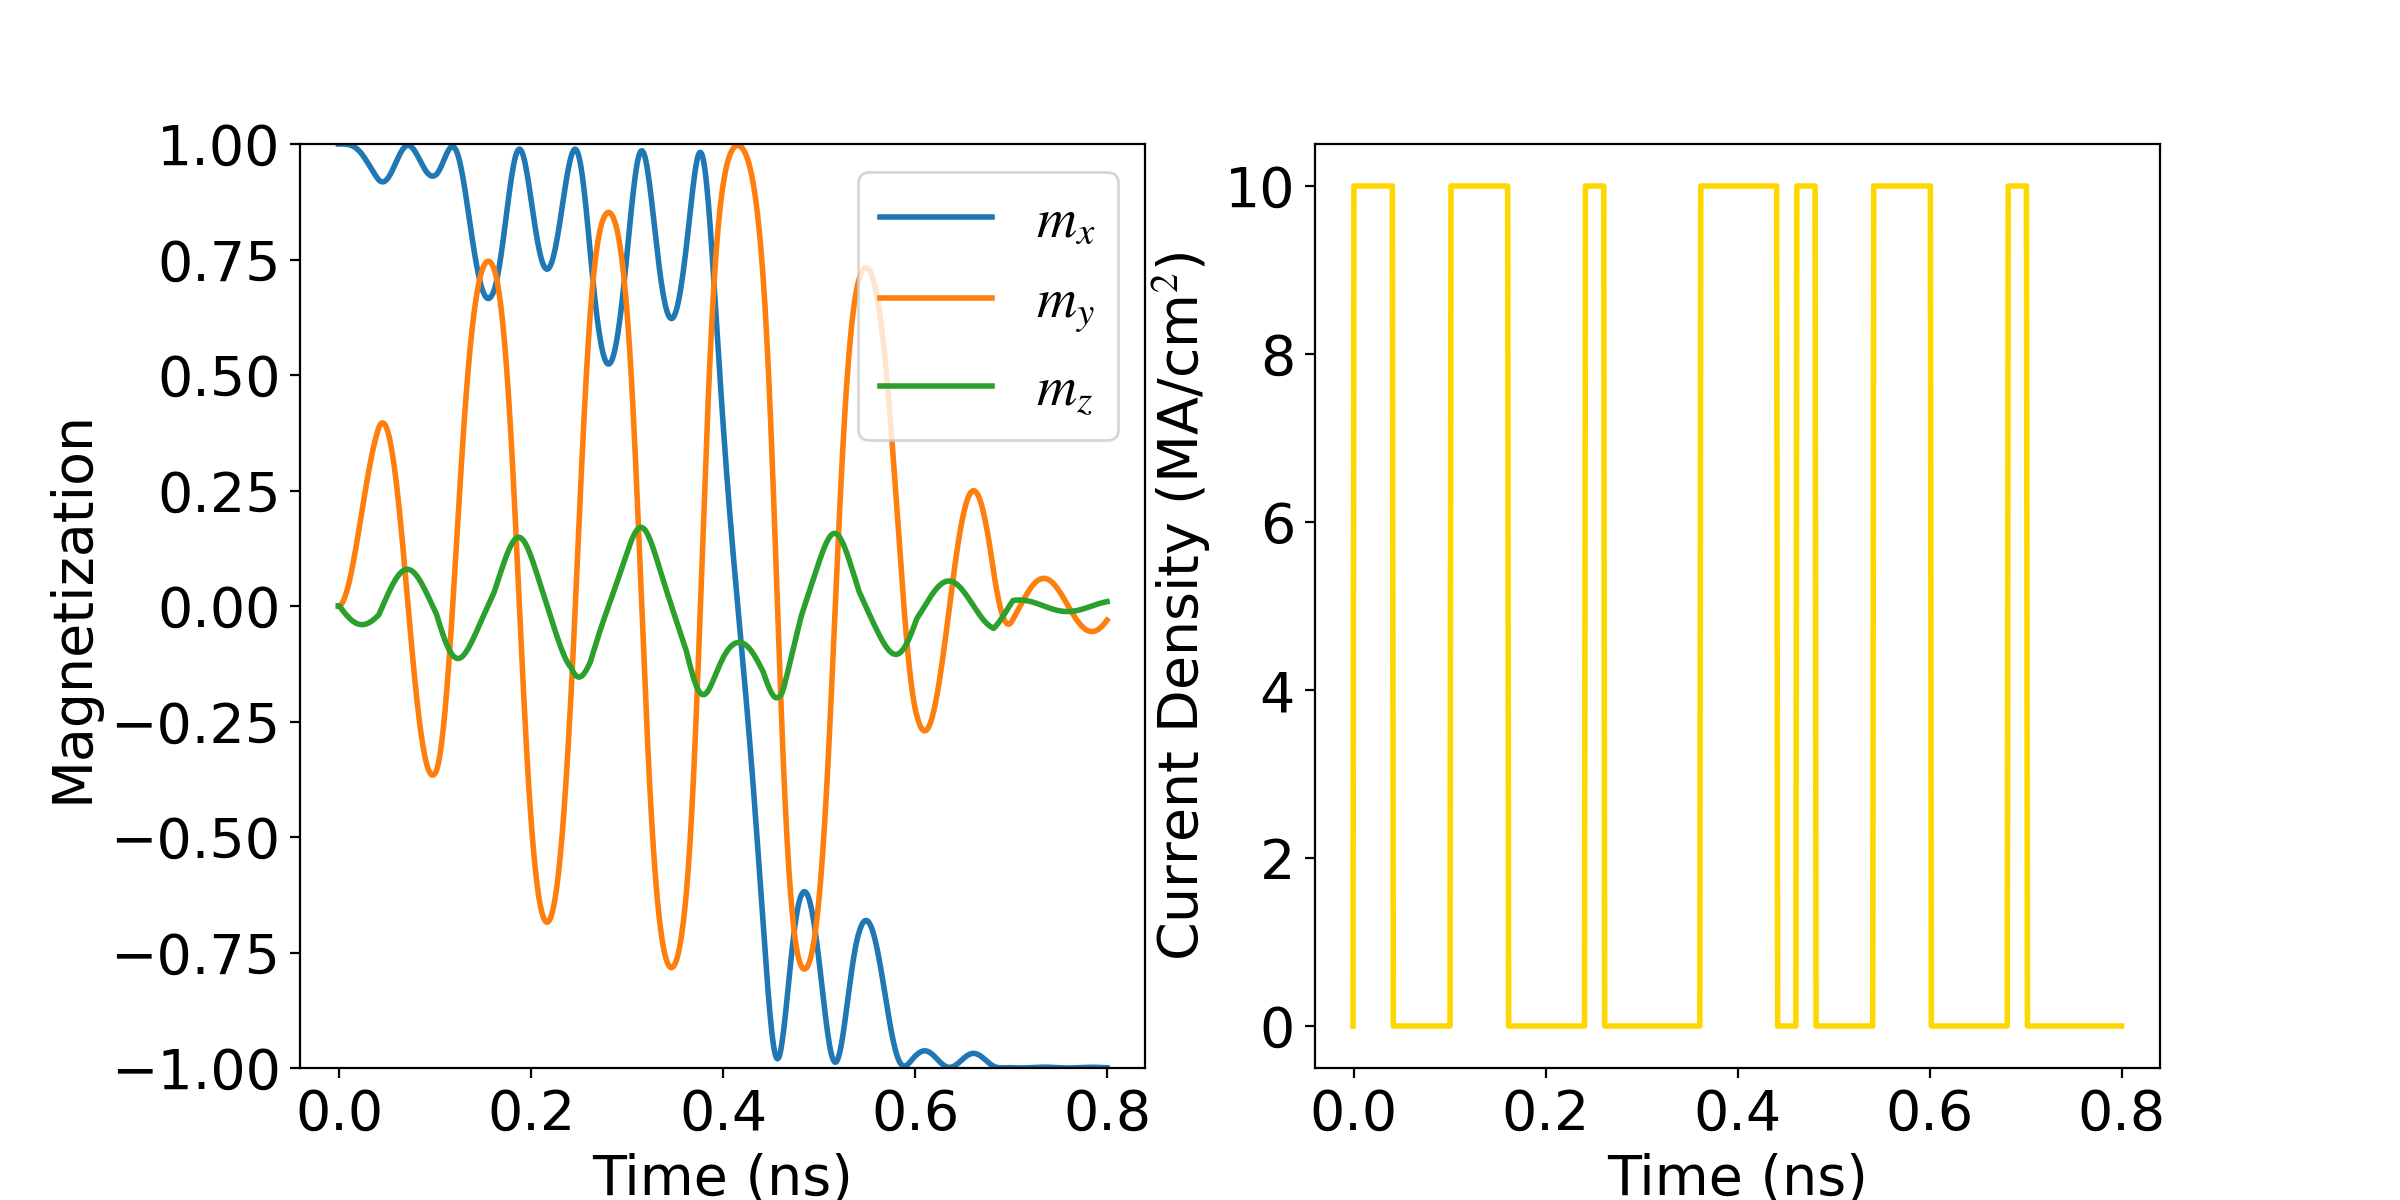 Magnetization
1.00
0.75
0.50
0.25
0.00
−0.25
−0.50
−0.75
−1.00
0.0 0.2 0.4 0.6 0.8
Time (ns)
m_x
m_y
m_z
Current Density (MA/cm²)
10
8
6
4
2
0
0.0 0.2 0.4 0.6 0.8
Time (ns)